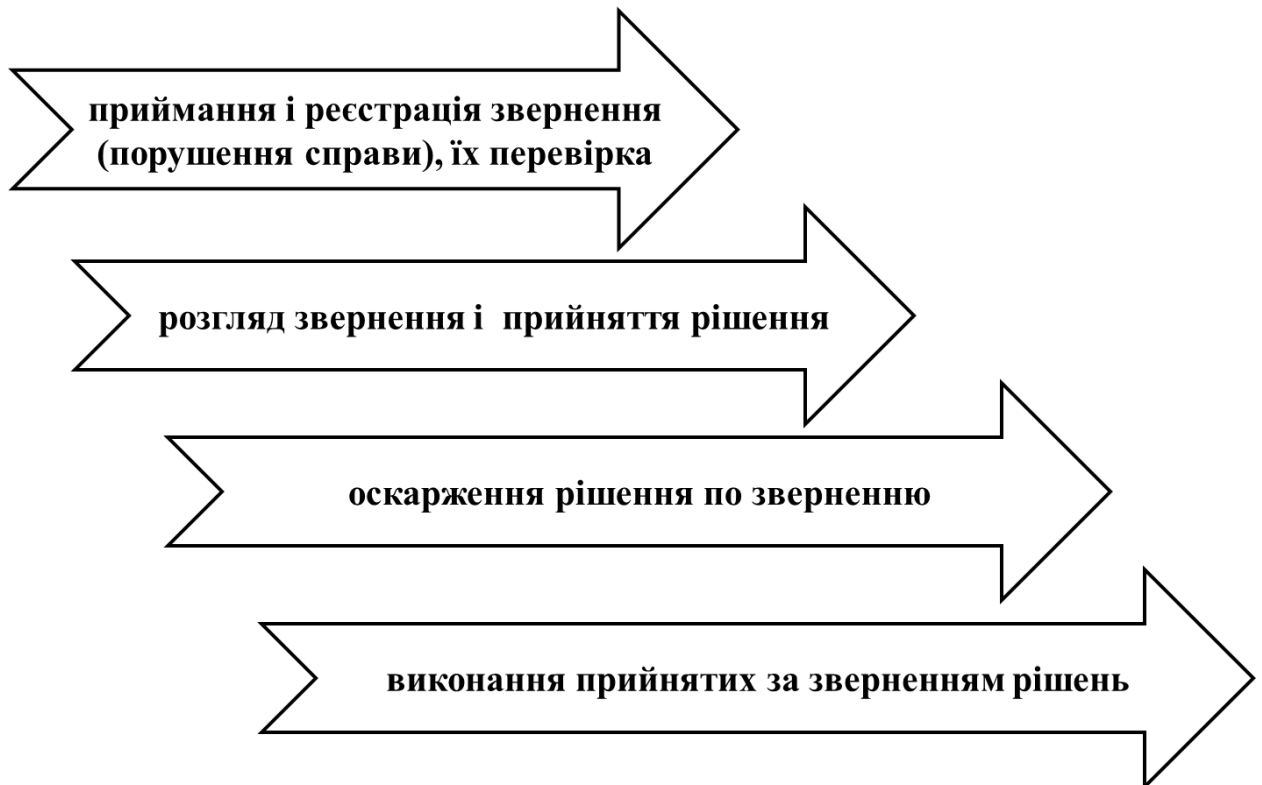 приймання і реєстрація звернення
(порушення справи), їх перевірка
розгляд звернення і прийняття рішення
оскарження рішення по зверненню
виконання прийнятих за зверненням рішень